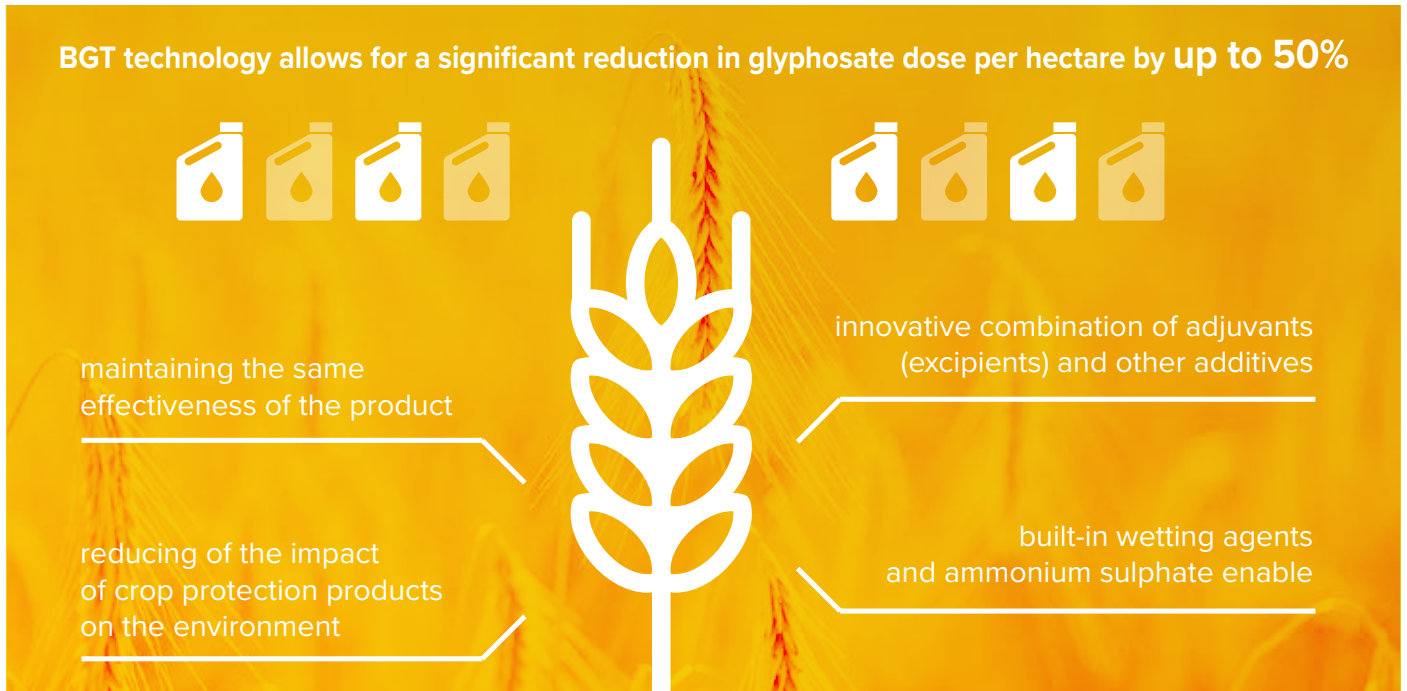 BGT technology allows for a significant reduction in glyphosate dose per hectare by up to 50%
maintaining the same
effectiveness of the product
reducing of the impact
of crop protection products
on the environment
innovative combination of adjuvants
(excipients) and other additives
built-in wetting agents
and ammonium sulphate enable